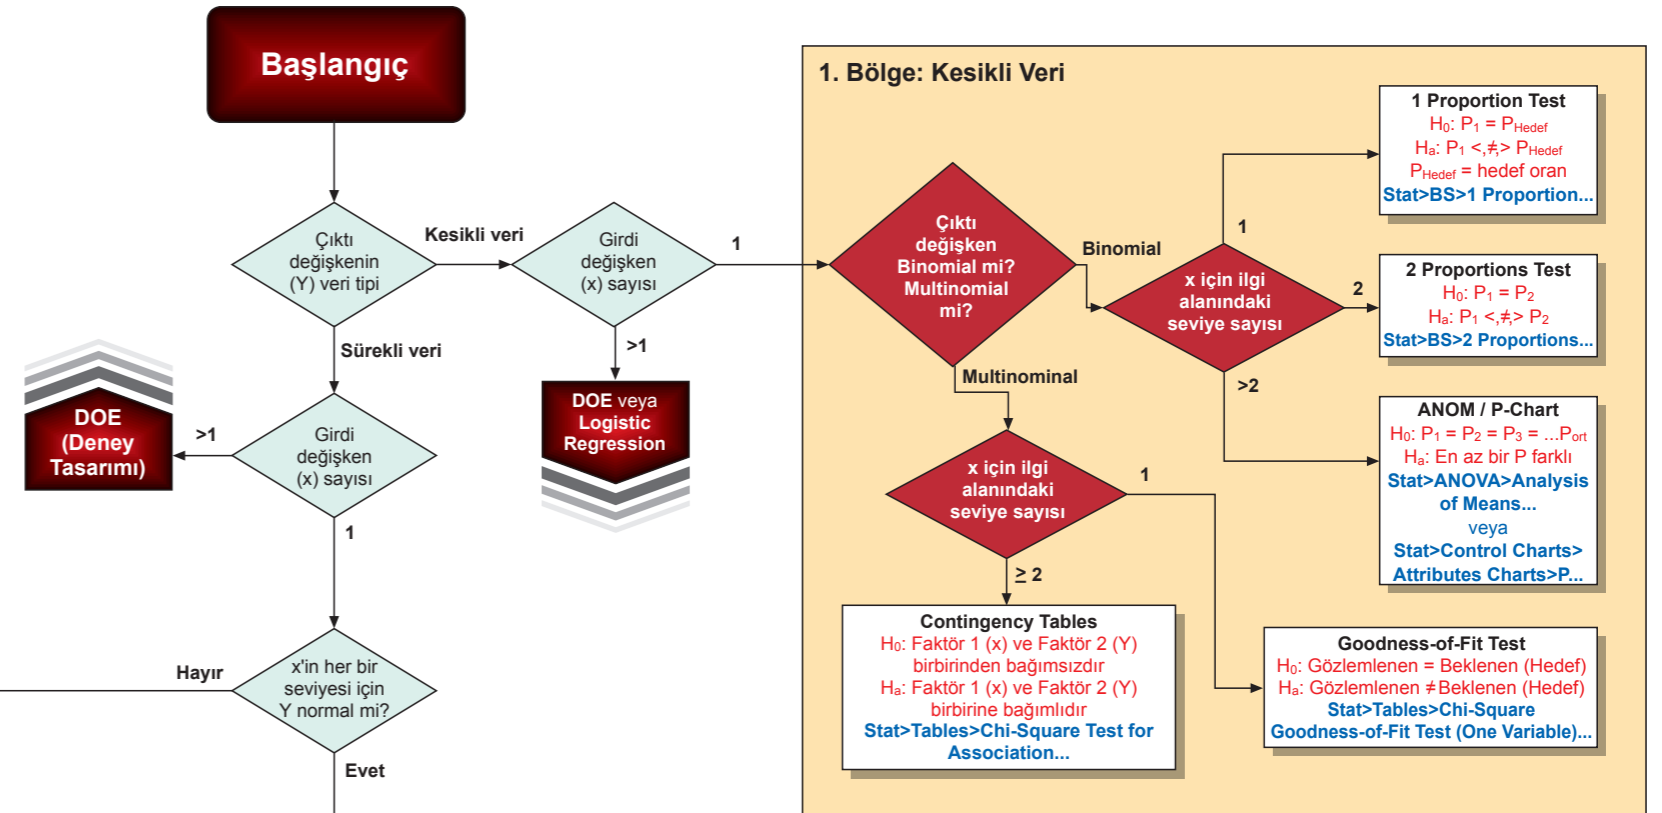 Başlangıç
Çıktı
değişkenin
(Y) veri tipi
Kesikli veri
Girdi
değişken
(x) sayısı
1
>1
DOE veya
Logistic
Regression
Sürekli veri
Girdi
değişken
(x) sayısı
>1
DOE
(Deney
Tasarımı)
1
x'in her bir
seviyesi için
Y normal mi?
Hayır
Evet
1. Bölge: Kesikli Veri
Çıktı
değişken
Binomial mi?
Multinomial
mi?
Binomial
x için ilgi
alanındaki
seviye sayısı
1
1 Proportion Test
H0: P1 = PHedef
Ha: P1 <,≠,> PHedef
PHedef = hedef oran
Stat>BS>1 Proportion...
2
2 Proportions Test
H0: P1 = P2
Ha: P1 <,≠,> P2
Stat>BS>2 Proportions...
>2
ANOM / P-Chart
H0: P1 = P2 = P3 = ...Port
Ha: En az bir P farklı
Stat>ANOVA>Analysis
of Means...
veya
Stat>Control Charts>
Attributes Charts>P...
Multinominal
x için ilgi
alanındaki
seviye sayısı
1
≥ 2
Contingency Tables
H0: Faktör 1 (x) ve Faktör 2 (Y)
birbirinden bağımsızdır
Ha: Faktör 1 (x) ve Faktör 2 (Y)
birbirine bağımlıdır
Stat>Tables>Chi-Square Test for
Association...
Goodness-of-Fit Test
H0: Gözlemlenen = Beklenen (Hedef)
Ha: Gözlemlenen ≠ Beklenen (Hedef)
Stat>Tables>Chi-Square
Goodness-of-Fit Test (One Variable)...